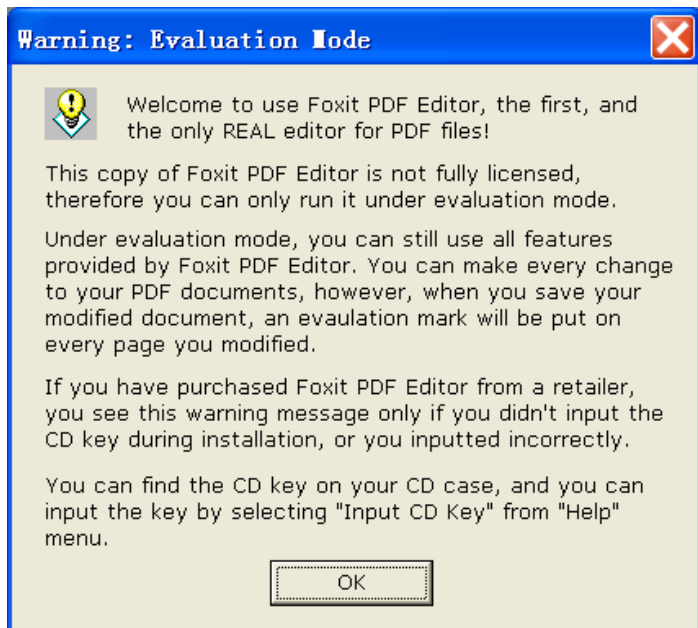 Warning: Evaluation Mode
Welcome to use Foxit PDF Editor, the first, and
the only REAL editor for PDF files!
This copy of Foxit PDF Editor is not fully licensed,
therefore you can only run it under evaluation mode.
Under evaluation mode, you can still use all features
provided by Foxit PDF Editor. You can make every change
to your PDF documents, however, when you save your
modified document, an evaulation mark will be put on
every page you modified.
If you have purchased Foxit PDF Editor from a retailer,
you see this warning message only if you didn't input the
CD key during installation, or you inputted incorrectly.
You can find the CD key on your CD case, and you can
input the key by selecting "Input CD Key" from "Help"
menu.
OK